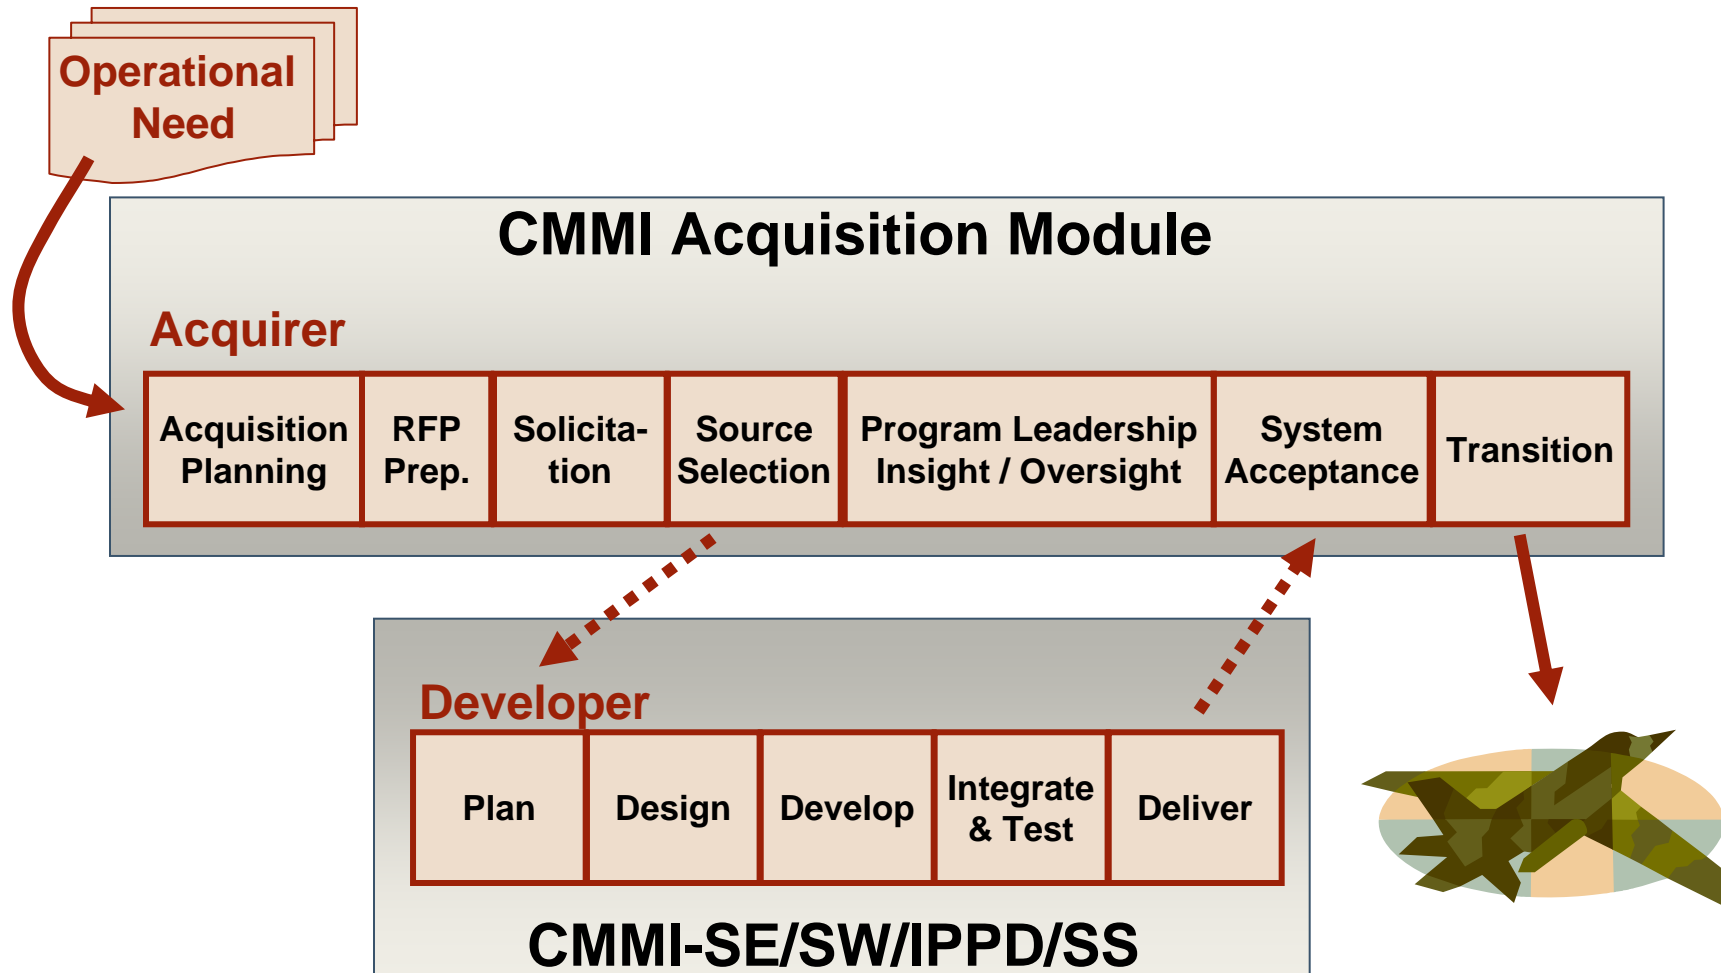 Operational
Need
CMMI Acquisition Module
Acquirer
Acquisition
Planning
RFP
Prep.
Solicita-
tion
Source
Selection
Program Leadership
Insight / Oversight
System
Acceptance
Transition
Developer
Plan
Design
Develop
Integrate
& Test
Deliver
CMMI-SE/SW/IPPD/SS